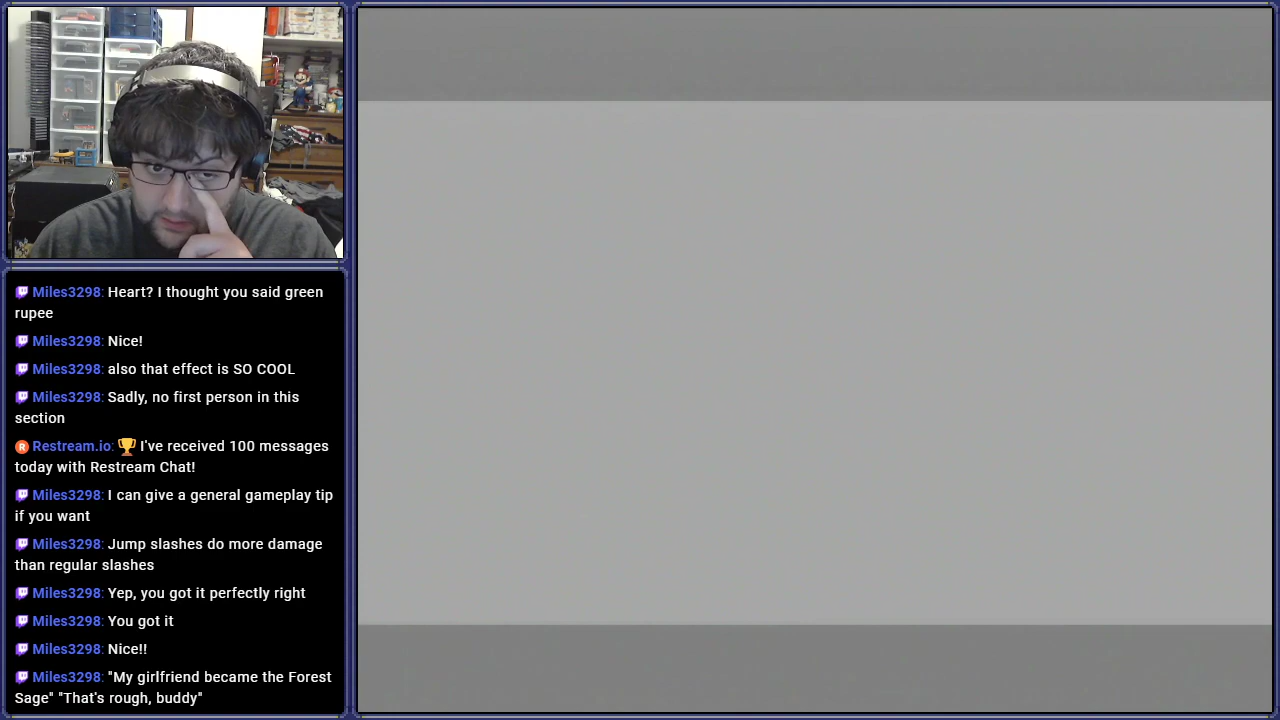 Miles3298: Heart? I thought you said green
rupee
Miles3298: Nice!
Miles3298: also that effect is SO COOL
Miles3298: Sadly, no first person in this
section
Restream.io: 🏆 I've received 100 messages
today with Restream Chat!
Miles3298: I can give a general gameplay tip
if you want
Miles3298: Jump slashes do more damage
than regular slashes
Miles3298: Yep, you got it perfectly right
Miles3298: You got it
Miles3298: Nice!!
Miles3298: "My girlfriend became the Forest
Sage" "That's rough, buddy"